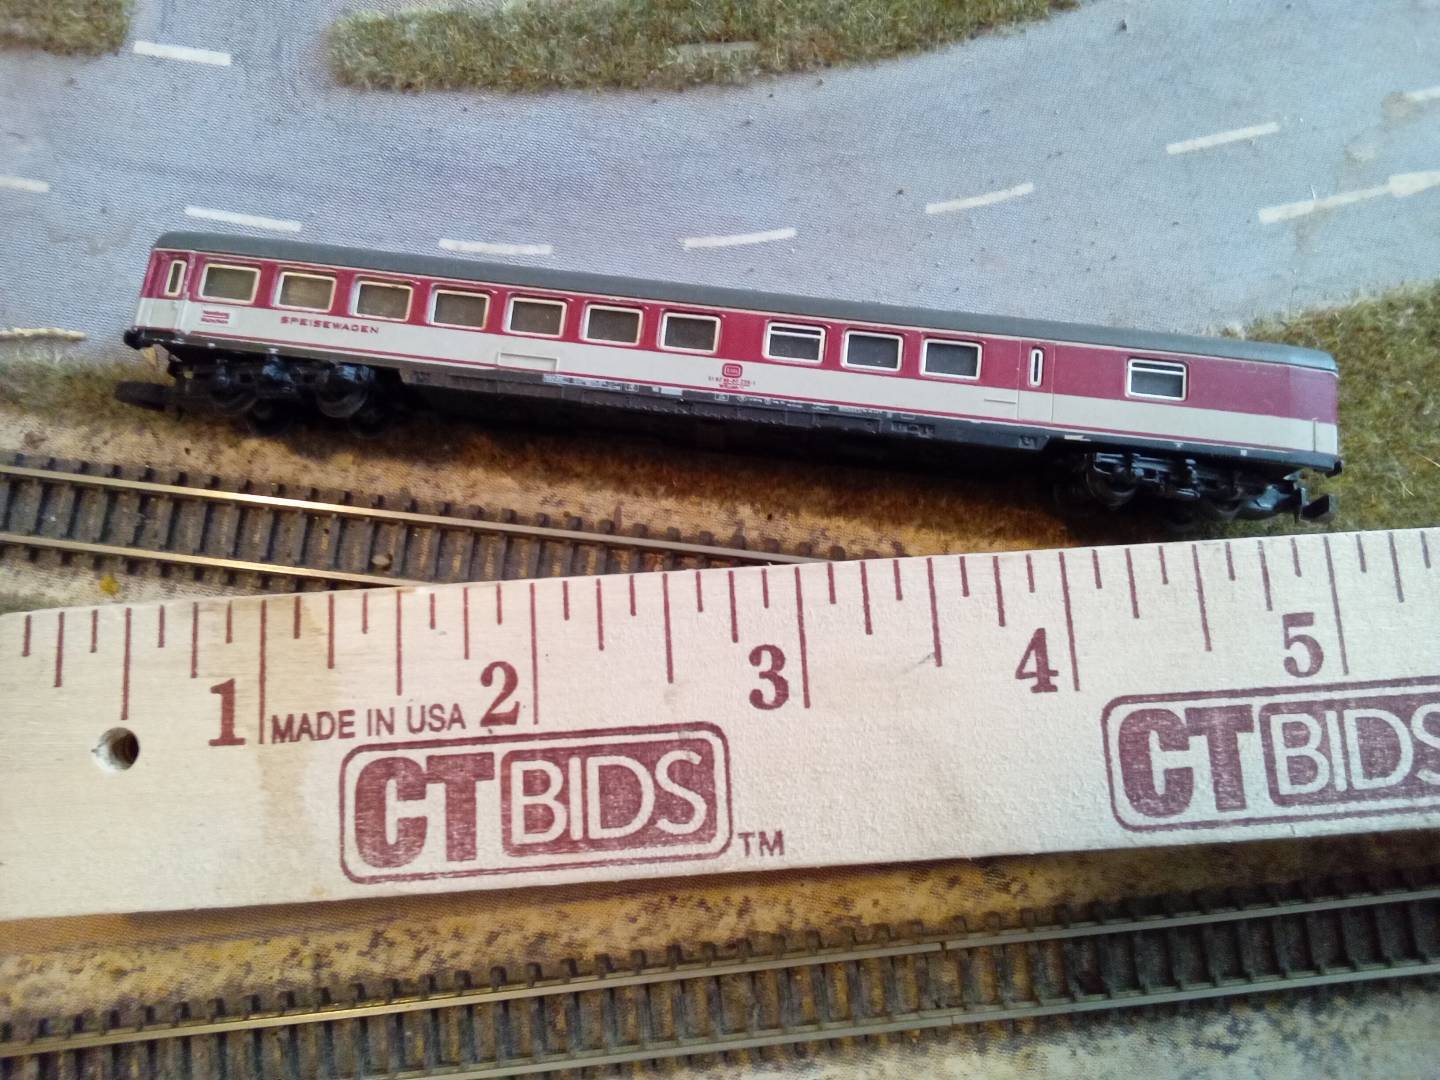 SPEISEWAGEN
DB
1 2 3 4 5
MADE IN USA
CTBIDS TM
CTBIDS